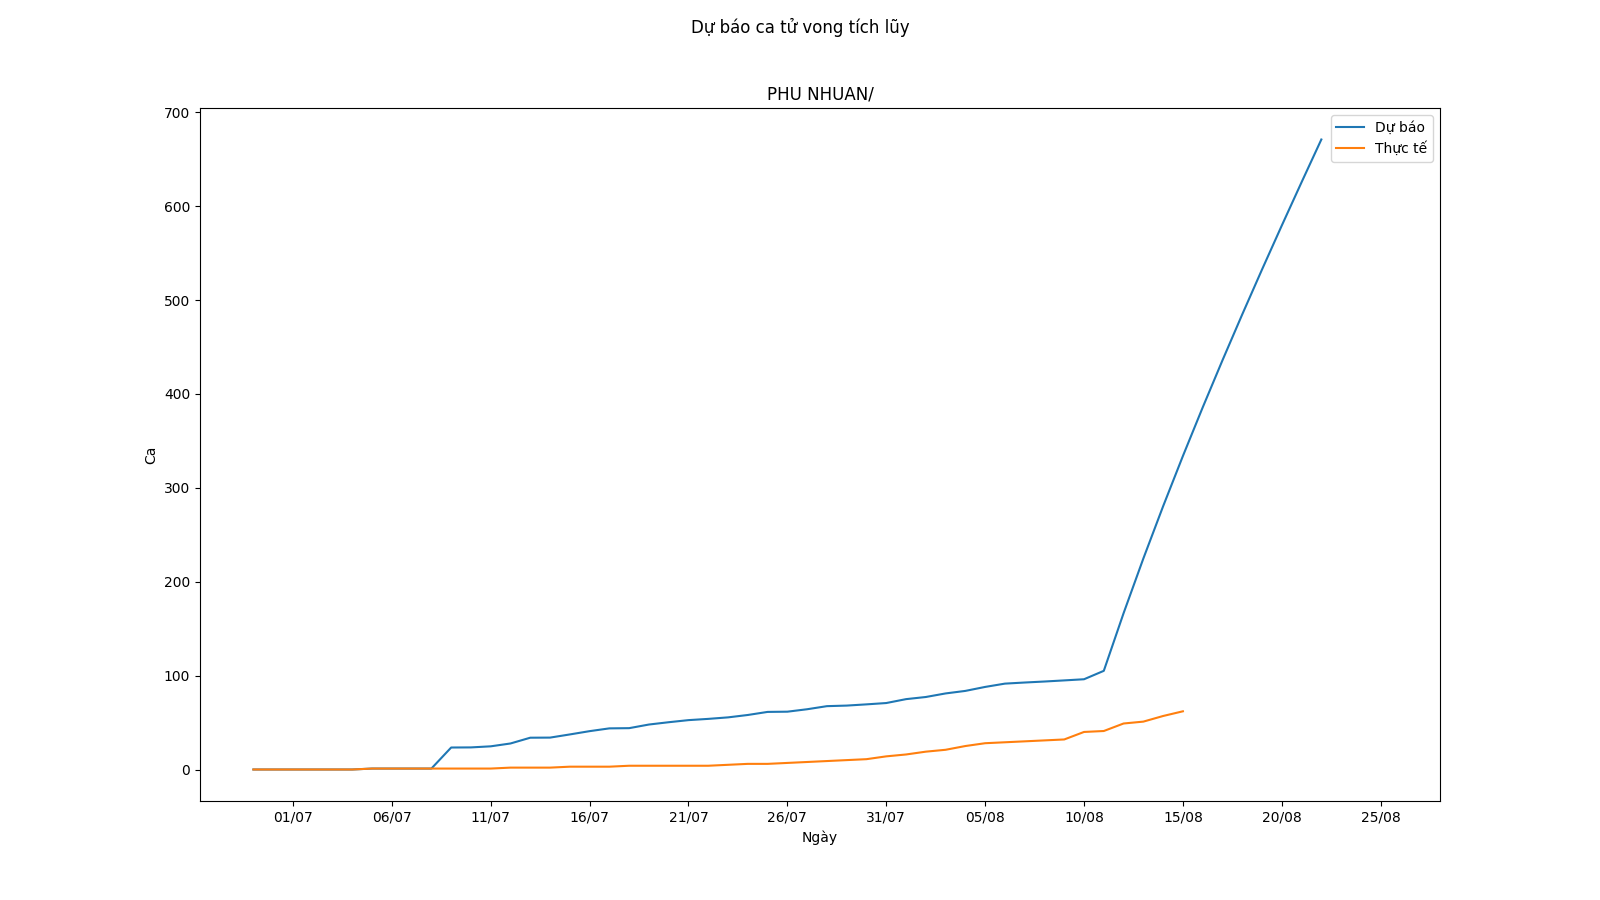 Dự báo ca tử vong tích lũy
PHU NHUAN/
700
600
500
400
300
200
100
0
Ca
Dự báo
Thực tế
01/07 06/07 11/07 16/07 21/07 26/07 31/07 05/08 10/08 15/08 20/08 25/08
Ngày